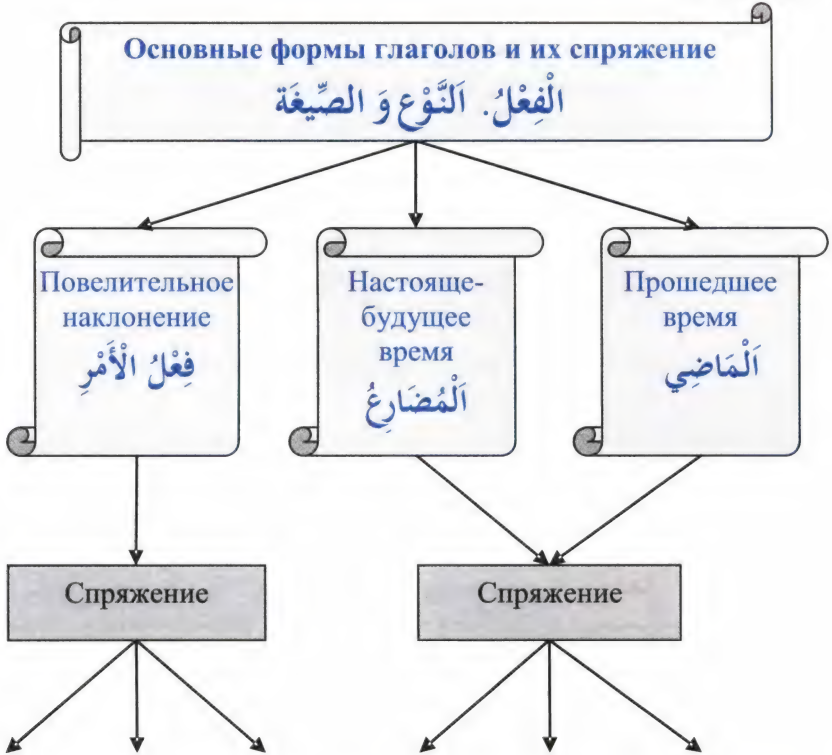 Основные формы глаголов и их спряжение
الْفِعْلُ. اَلنَّوْع وَ الصِّيغَة
Повелительное
наклонение
فِعْلُ الْأَمْرِ
Настояще-
будущее
время
اَلْمُضَارِعُ
Прошедшее
время
اَلْمَاضِي
Спряжение
Спряжение